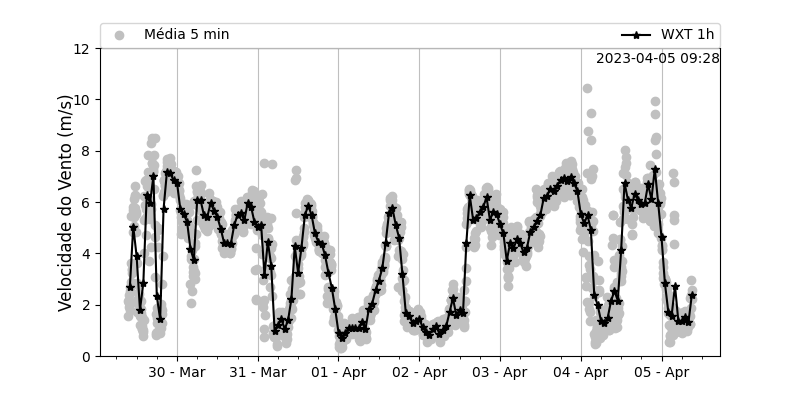 Média 5 min
WXT 1h
2023-04-05 09:28
Velocidade do Vento (m/s)
12
10
8
6
4
2
0
30 - Mar
31 - Mar
01 - Apr
02 - Apr
03 - Apr
04 - Apr
05 - Apr